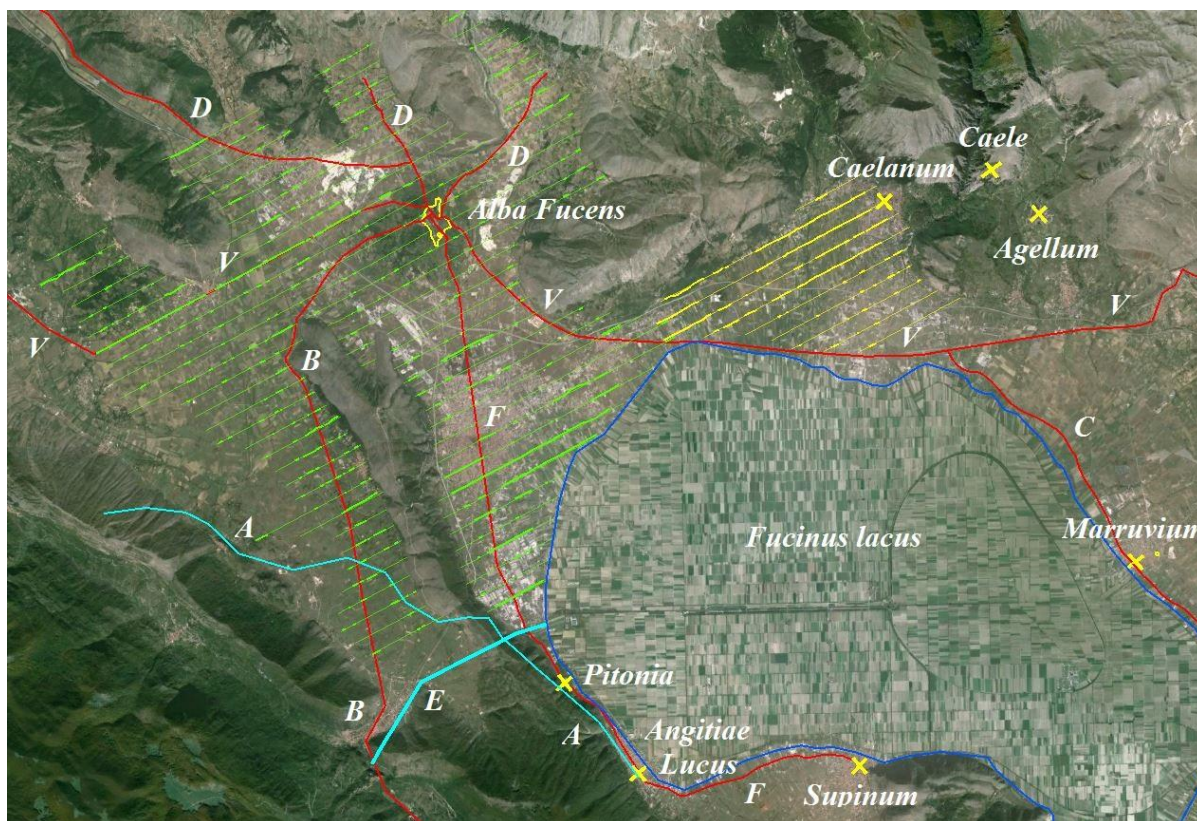 D
D
D
Caele
Caelanum
Alba Fucens
Agellum
V
V
V
V
V
B
F
C
A
Fucinus lacus
Marruvium
Pitonia
B
E
A
Angitiae
Lucus
F
Supinum